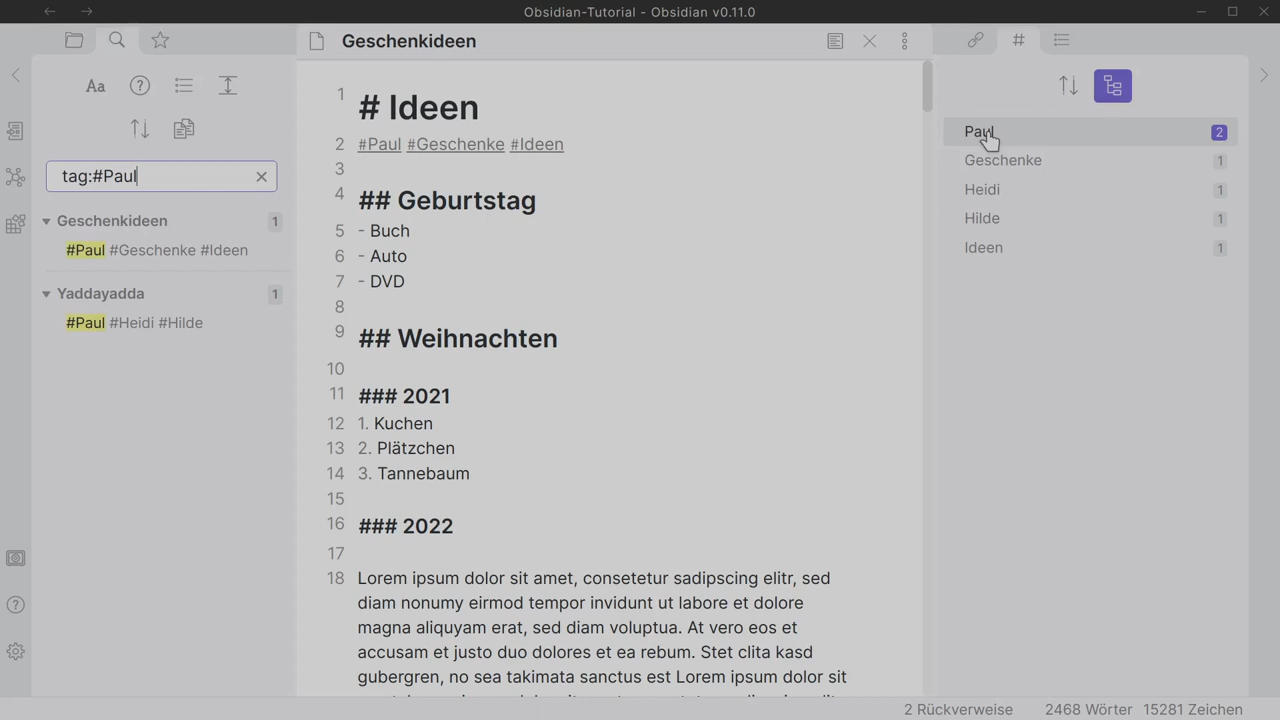 Obsidian-Tutorial - Obsidian v0.11.0
Aa
tag:#Paul
Geschenkideen 1
#Paul #Geschenke #Ideen
Yaddayadda 1
#Paul #Heidi #Hilde
Geschenkideen
1 # Ideen
2 #Paul #Geschenke #Ideen
3
4 ## Geburtstag
5 - Buch
6 - Auto
7 - DVD
8
9 ## Weihnachten
10
11 ### 2021
12 1. Kuchen
13 2. Plätzchen
14 3. Tannebaum
15
16 ### 2022
17
18 Lorem ipsum dolor sit amet, consetetur sadipscing elitr, sed
diam nonumy eirmod tempor invidunt ut labore et dolore
magna aliquyam erat, sed diam voluptua. At vero eos et
accusam et justo duo dolores et ea rebum. Stet clita kasd
gubergren, no sea takimata sanctus est Lorem ipsum dolor sit
Paul 2
Geschenke 1
Heidi 1
Hilde 1
Ideen 1
2 Rückverweise 2468 Wörter 15281 Zeichen